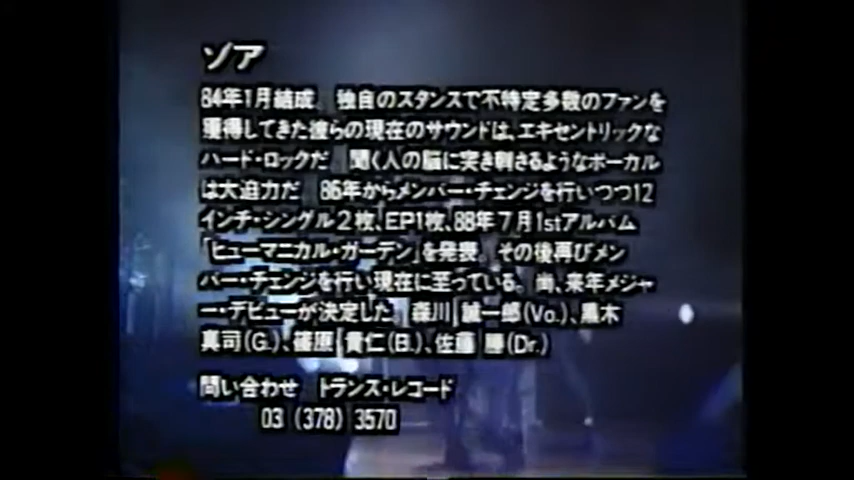 ゾア
84年1月結成。独自のスタンスで不特定多数のファンを
獲得してきた彼らの現在のサウンドは、エキセントリックな
ハード・ロックだ。聞く人の脳に突き刺さるようなボーカル
は大迫力だ。86年からメンバー・チェンジを行いつつ12
インチ・シングル2枚、EP1枚、88年7月1stアルバム
「ヒューマニカル・ガーデン」を発表。その後再びメン
バー・チェンジを行い現在に至っている。尚、来年メジャ
ー・デビューが決定した。森川 誠一郎(Vo.)、黒木
真司(G.)、篠原 貴仁(B.)、佐藤 勝(Dr.)
問い合わせ トランス・レコード
03 (378) 3570